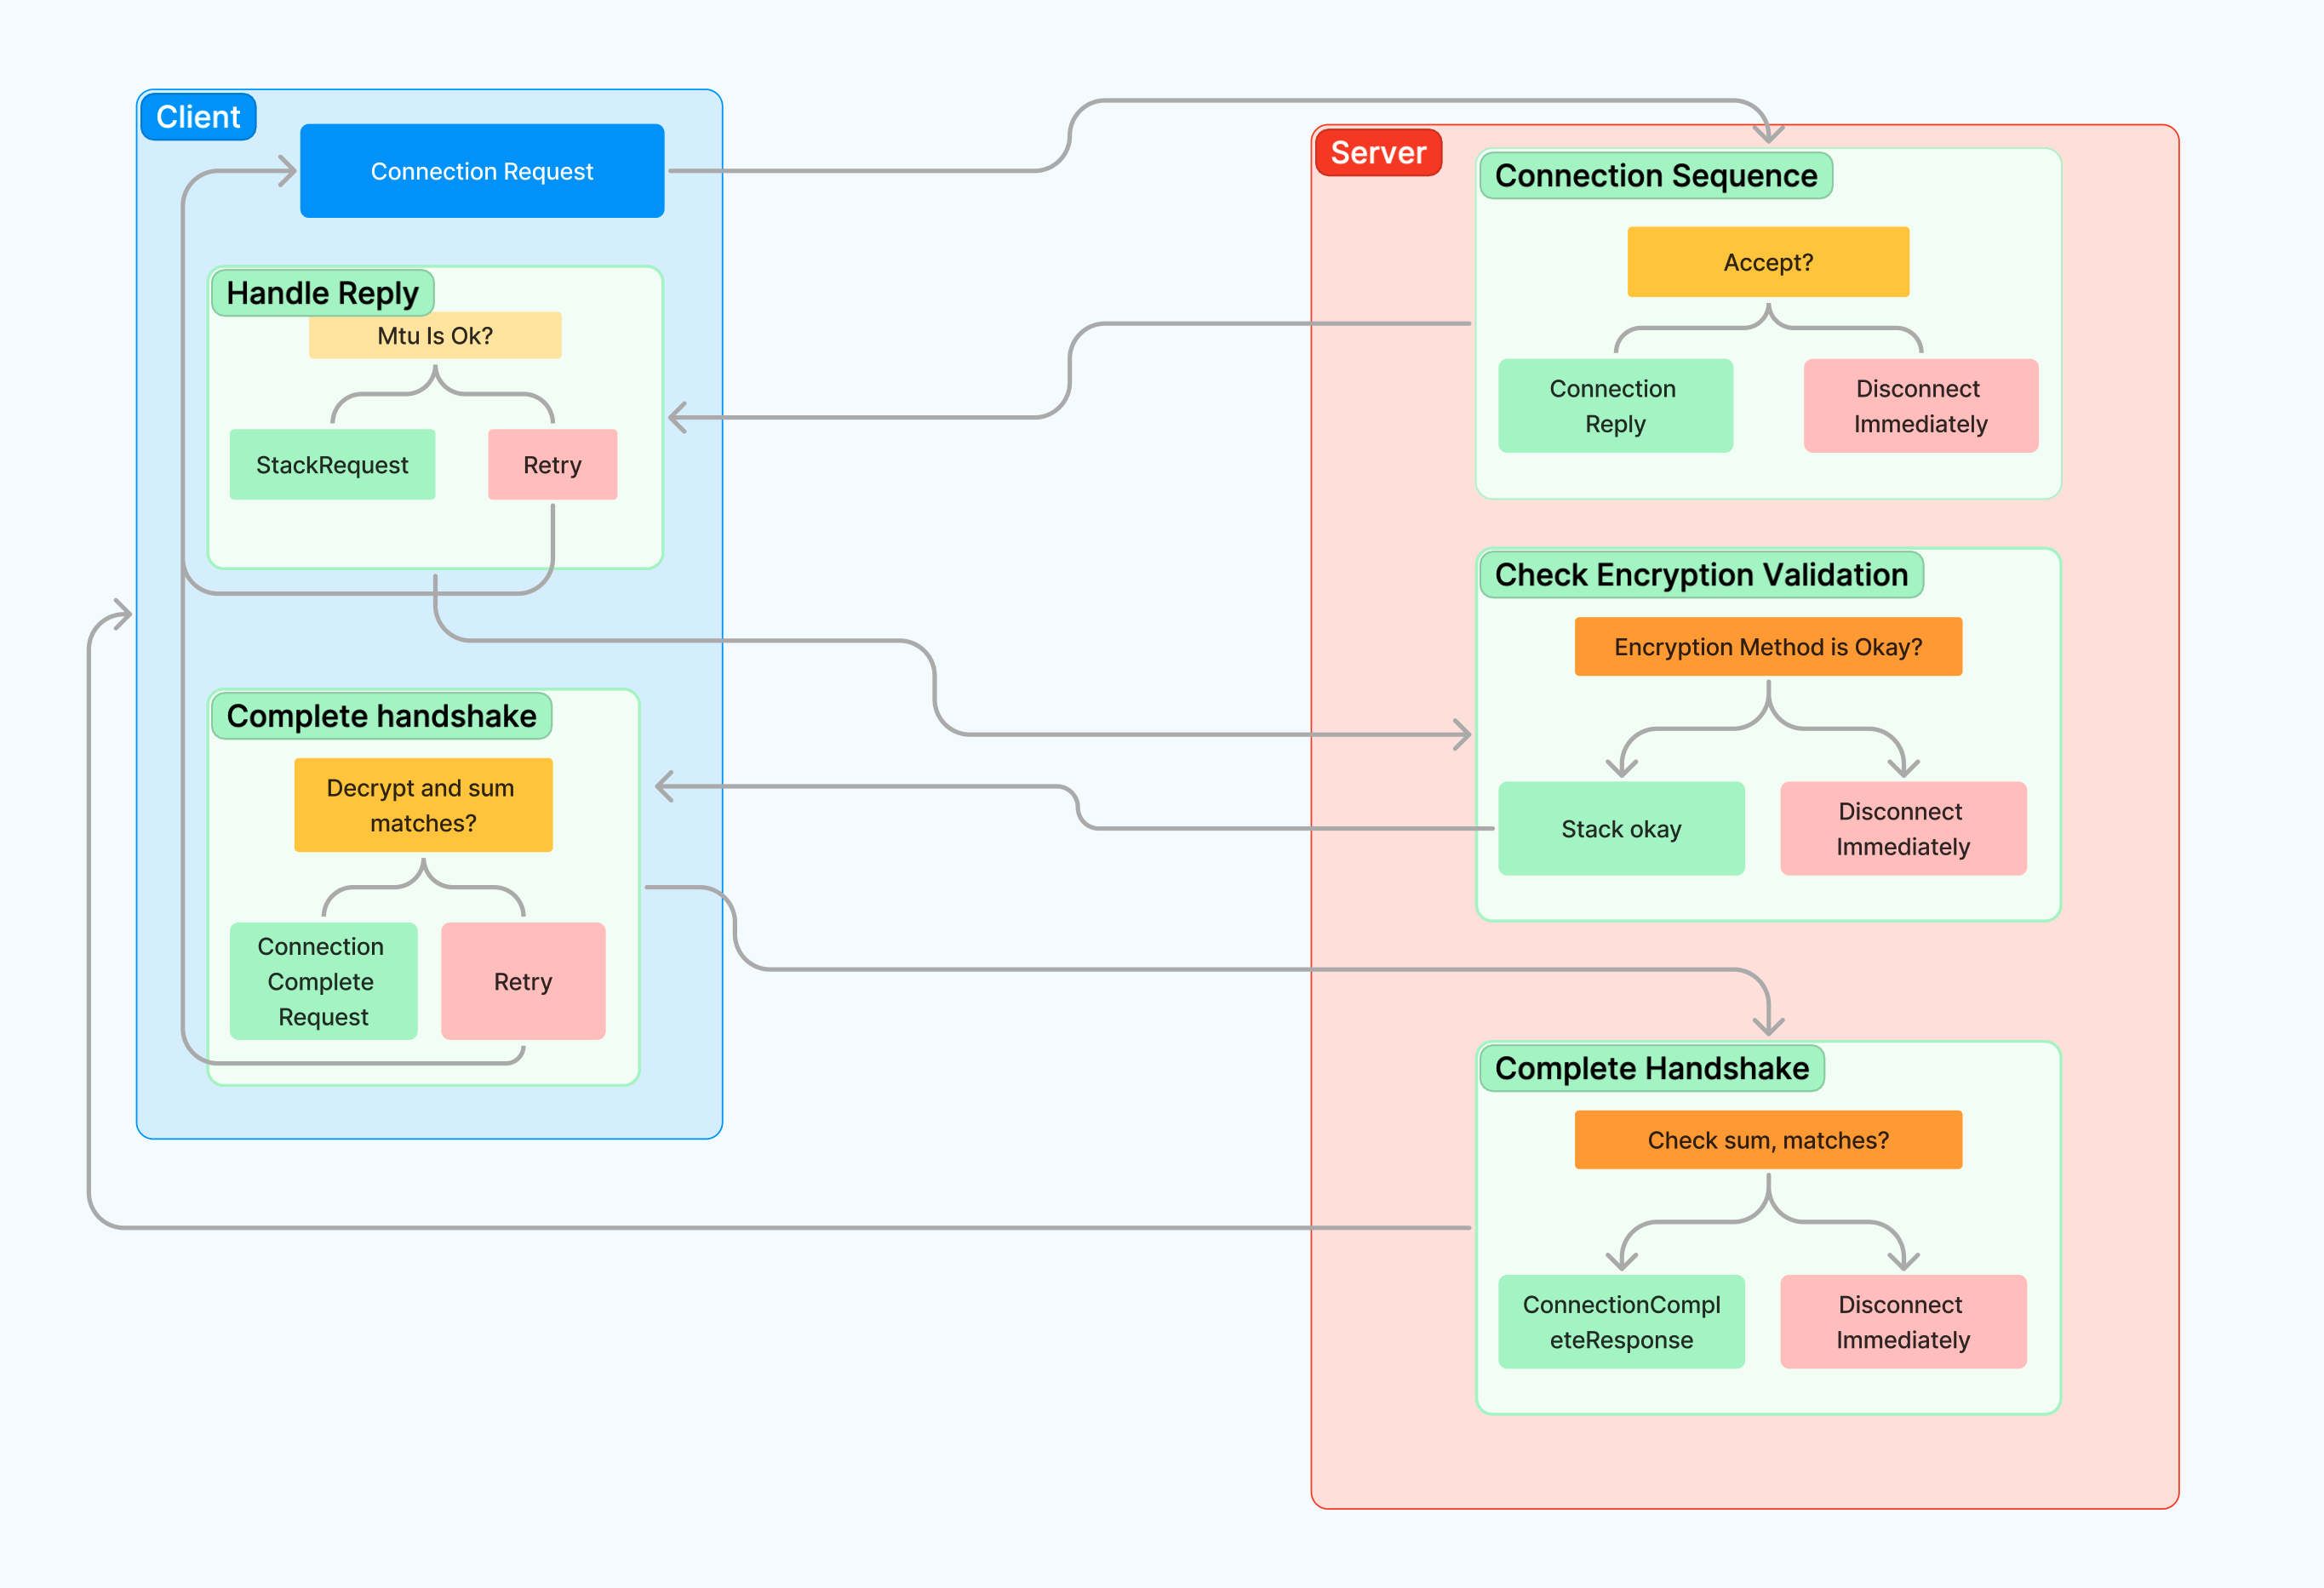 Client
Connection Request
Handle Reply
Mtu Is Ok?
StackRequest
Retry
Complete handshake
Decrypt and sum
matches?
Connection
Complete
Request
Retry
Server
Connection Sequence
Accept?
Connection
Reply
Disconnect
Immediately
Check Encryption Validation
Encryption Method is Okay?
Stack okay
Disconnect
Immediately
Complete Handshake
Check sum, matches?
ConnectionCompl
eteResponse
Disconnect
Immediately